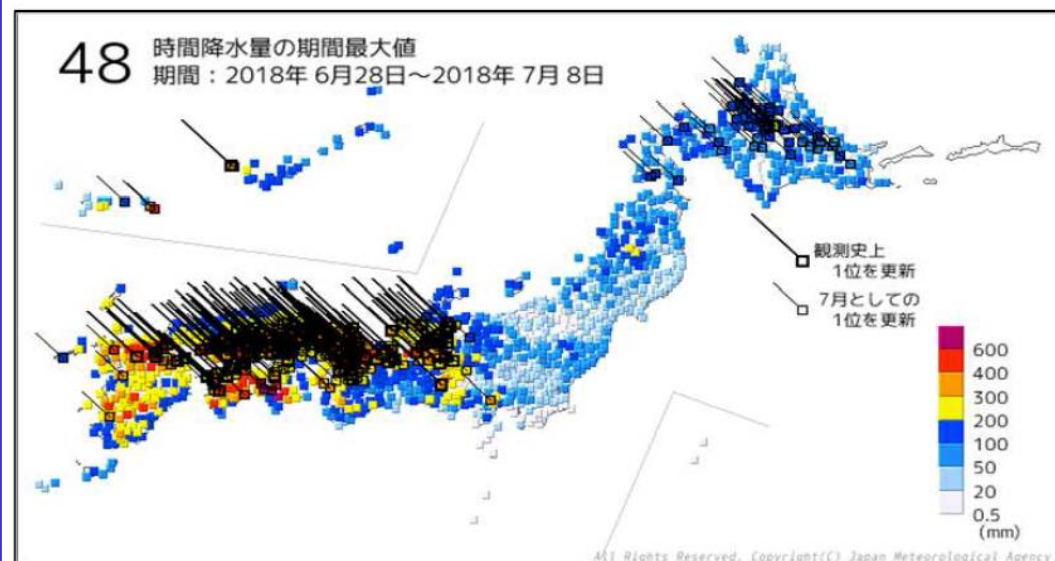 48 時間降水量の期間最大値
期間：2018年 6月28日～2018年 7月 8日
観測史上
1位を更新
7月としての
1位を更新
600
400
300
200
100
50
20
0.5
(mm)
All Rights Reserved. Copyright(C) Japan Meteorological Agency